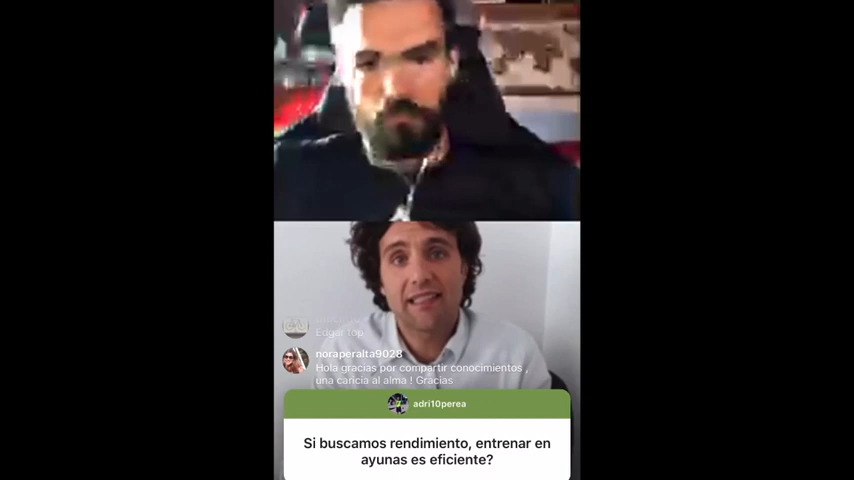 Edgar top
noraperalta9028
Hola gracias por compartir conocimientos ,
una caricia al alma ! Gracias
adri10perea
Si buscamos rendimiento, entrenar en
ayunas es eficiente?